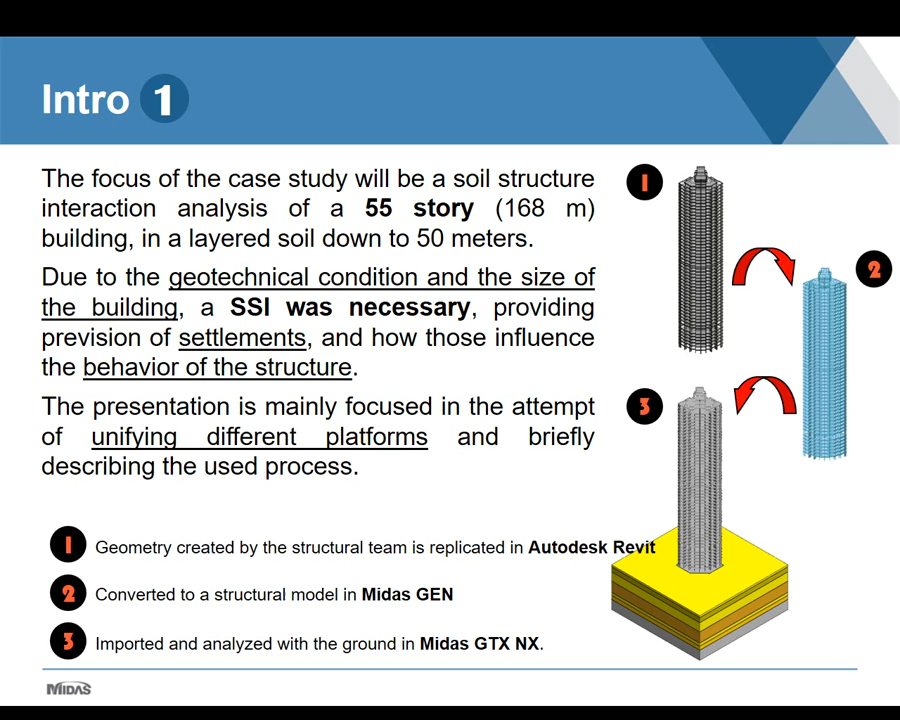 Intro 1
The focus of the case study will be a soil structure
interaction analysis of a 55 story (168 m)
building, in a layered soil down to 50 meters.
Due to the geotechnical condition and the size of
the building, a SSI was necessary, providing
prevision of settlements, and how those influence
the behavior of the structure.
The presentation is mainly focused in the attempt
of unifying different platforms and briefly
describing the used process.
1 Geometry created by the structural team is replicated in Autodesk Revit
2 Converted to a structural model in Midas GEN
3 Imported and analyzed with the ground in Midas GTX NX.
1
2
3
MIDAS